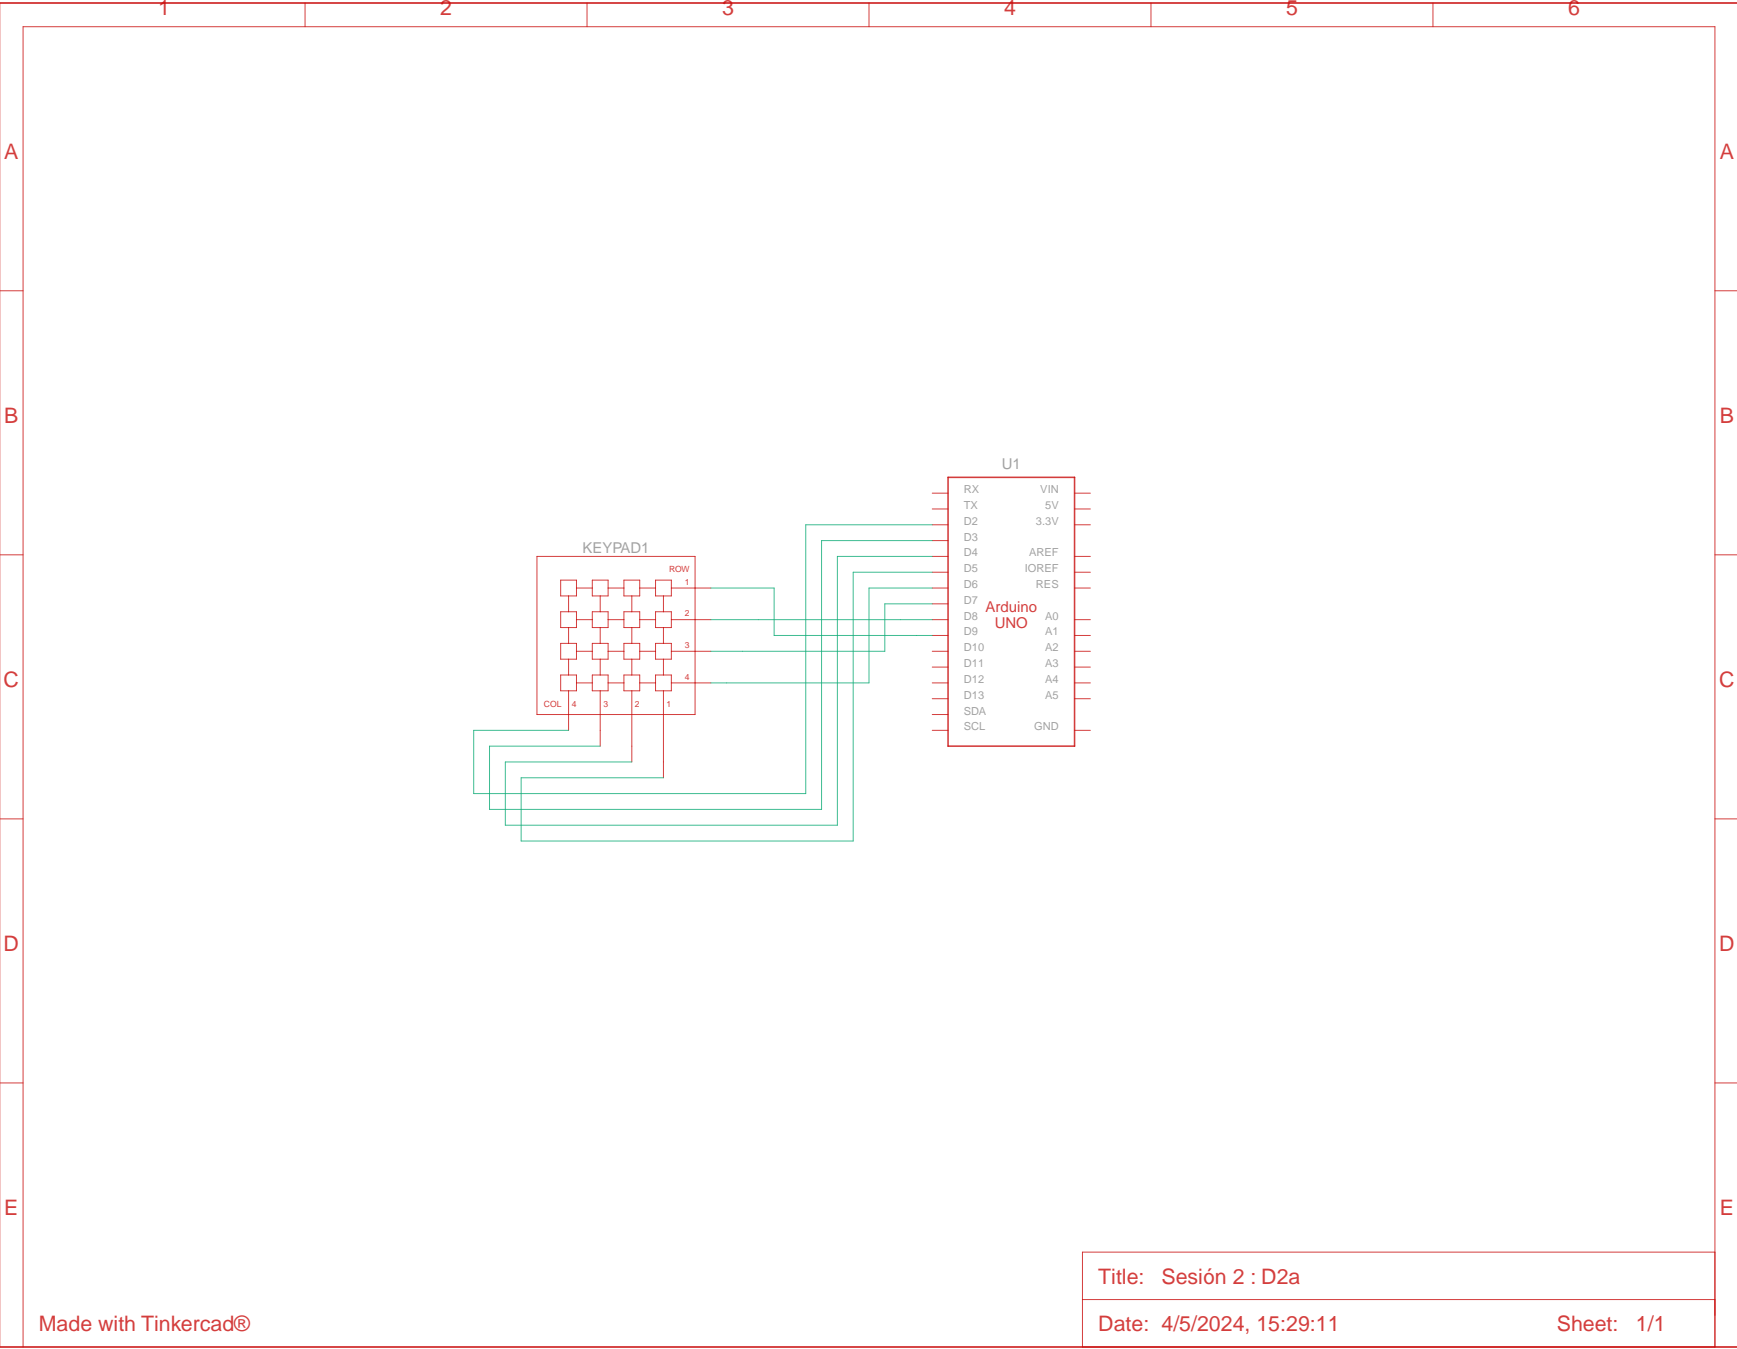 1 2 3 4 5 6
A A
B B
U1
RX VIN
TX 5V
D2 3.3V
D3
D4 AREF
D5 IOREF
D6 RES
D7
Arduino
UNO
D8 A0
D9 A1
D10 A2
D11 A3
D12 A4
D13 A5
SDA
SCL GND
KEYPAD1
ROW
1
2
3
4
COL 4 3 2 1
C C
D D
E E
Title: Sesión 2 : D2a
Made with Tinkercad®
Date: 4/5/2024, 15:29:11 Sheet: 1/1